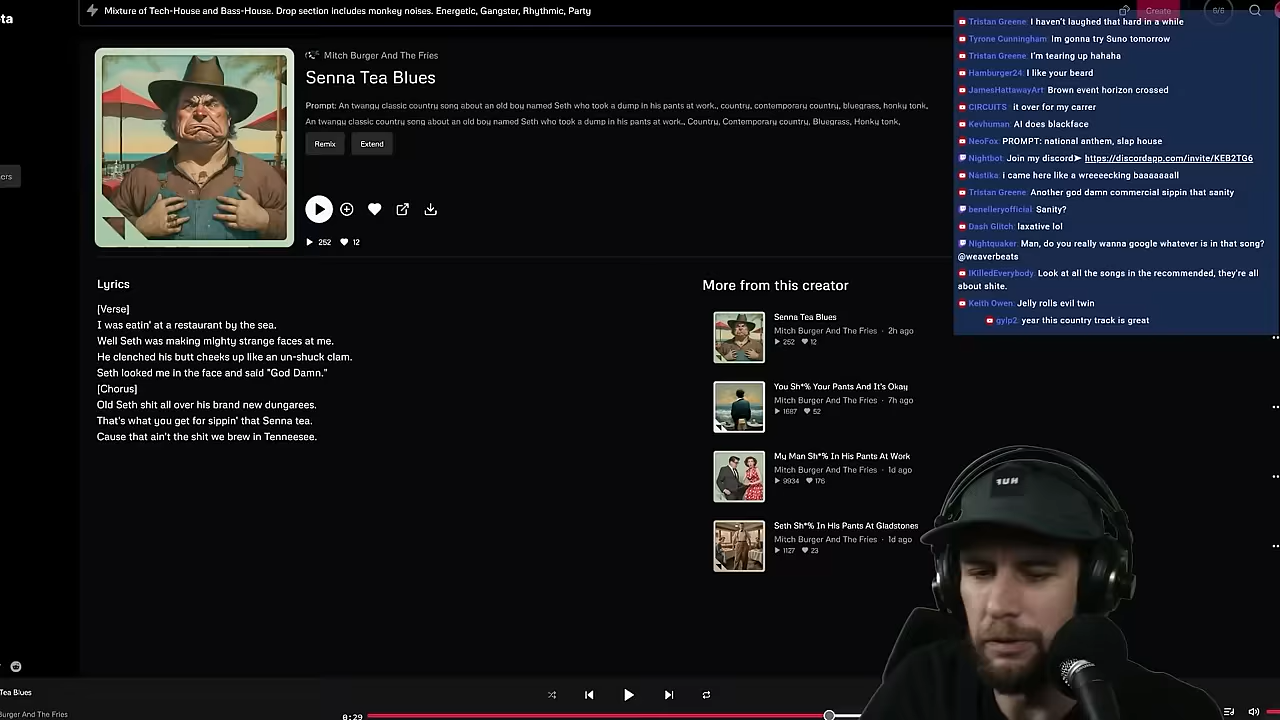 eta
Mixture of Tech-House and Bass-House. Drop section includes monkey noises. Energetic, Gangster, Rhythmic, Party
Create
Mitch Burger And The Fries
Senna Tea Blues
Prompt: An twangy classic country song about an old boy named Seth who took a dump in his pants at work., country, contemporary country, bluegrass, honky tonk,
An twangy classic country song about an old boy named Seth who took a dump in his pants at work., Country, Contemporary country, Bluegrass, Honky tonk,
Remix
Extend
252
12
ers
Lyrics
[Verse]
I was eatin' at a restaurant by the sea.
Well Seth was making mighty strange faces at me.
He clenched his butt cheeks up like an un-shuck clam.
Seth looked me in the face and said "God Damn."
[Chorus]
Old Seth shit all over his brand new dungarees.
That's what you get for sippin' that Senna tea.
Cause that ain't the shit we brew in Tenneesee.
More from this creator
Senna Tea Blues
Mitch Burger And The Fries · 2h ago
252 12
You Sh*% Your Pants And It's Okay
Mitch Burger And The Fries · 7h ago
1687 52
My Man Sh*% In His Pants At Work
Mitch Burger And The Fries · 1d ago
9934 176
Seth Sh*% In His Pants At Gladstones
Mitch Burger And The Fries · 1d ago
1127 23
Tristan Greene: I haven't laughed that hard in a while
Tyrone Cunningham: Im gonna try Suno tomorrow
Tristan Greene: I'm tearing up hahaha
Hamburger24: I like your beard
JamesHattawayArt: Brown event horizon crossed
CIRCUITS: it over for my carrer
Kevhuman: AI does blackface
NeoFox: PROMPT: national anthem, slap house
Nightbot: Join my discord➤ https://discordapp.com/invite/KEB2TG6
Nástika: i came here like a wreeeecking baaaaaaall
Tristan Greene: Another god damn commercial sippin that sanity
benelleryofficial: Sanity?
Dash Glitch: laxative lol
Nightquaker: Man, do you really wanna google whatever is in that song?
@weaverbeats
IKilledEverybody: Look at all the songs in the recommended, they're all
about shite.
Keith Owen: Jelly rolls evil twin
gylp2: year this country track is great
Tea Blues
Burger And The Fries
0:29